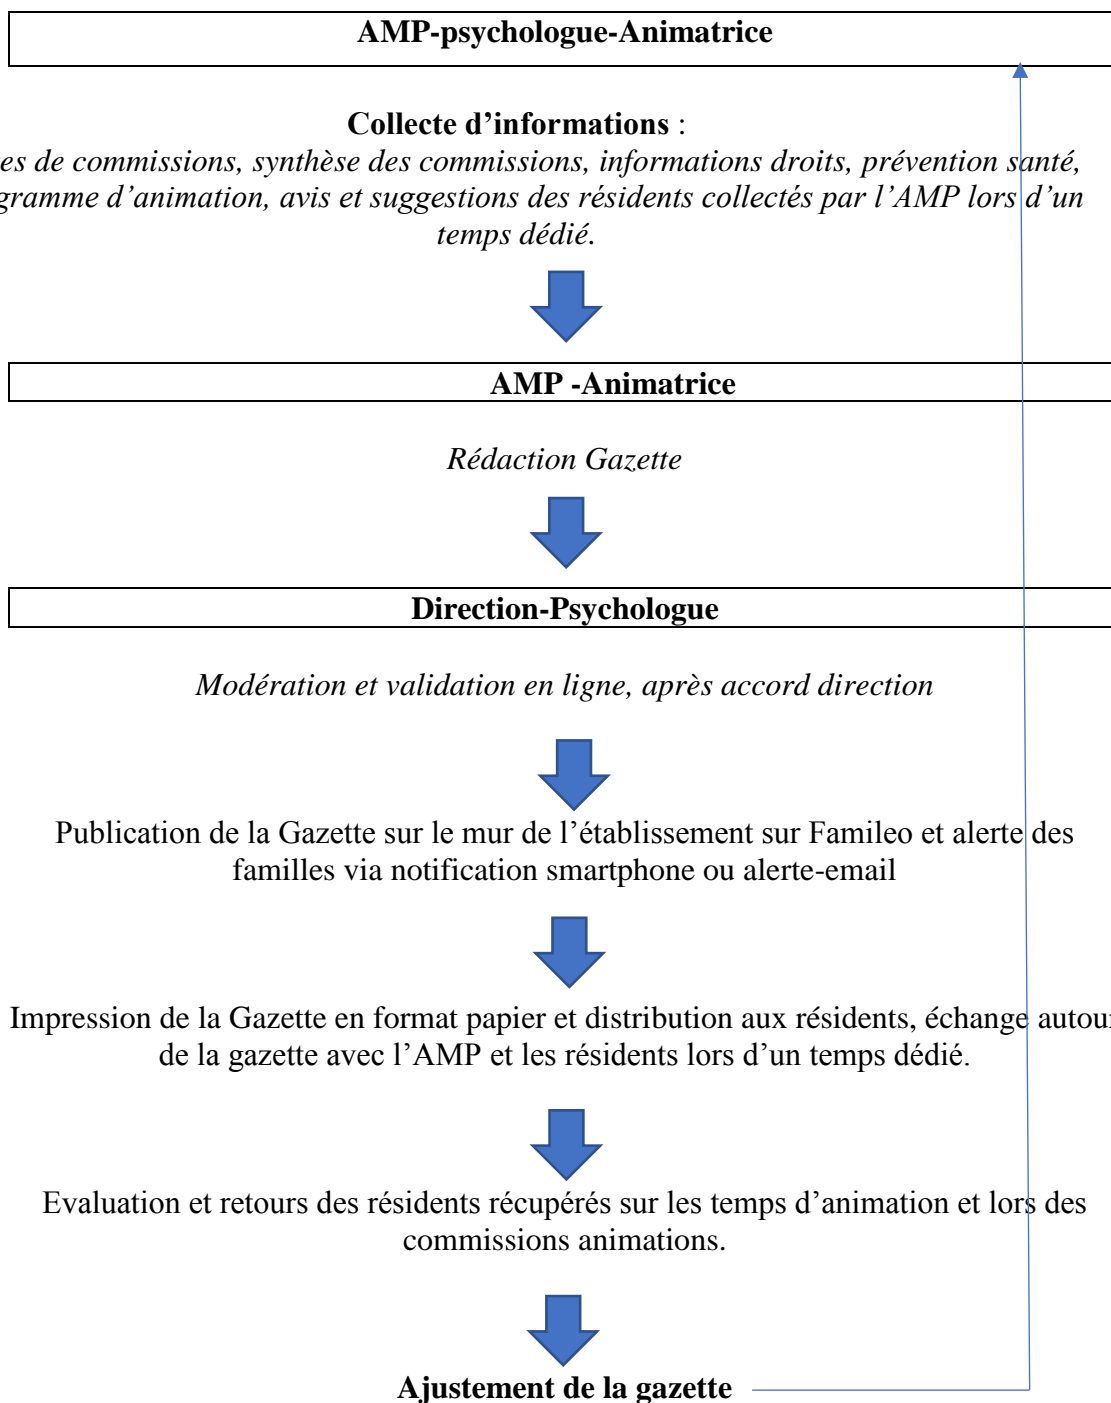 AMP-psychologue-Animatrice
Collecte d’informations :
de commissions, synthèse des commissions, informations droits, prévention santé,
d’animation, avis et suggestions des résidents collectés par l’AMP lors d’un
temps dédié.
AMP -Animatrice
Rédaction Gazette
Direction-Psychologue
Modération et validation en ligne, après accord direction
Publication de la Gazette sur le mur de l’établissement sur Famileo et alerte des
familles via notification smartphone ou alerte-email
Impression de la Gazette en format papier et distribution aux résidents, échange autour
de la gazette avec l’AMP et les résidents lors d’un temps dédié.
Evaluation et retours des résidents récupérés sur les temps d’animation et lors des
commissions animations.
Ajustement de la gazette